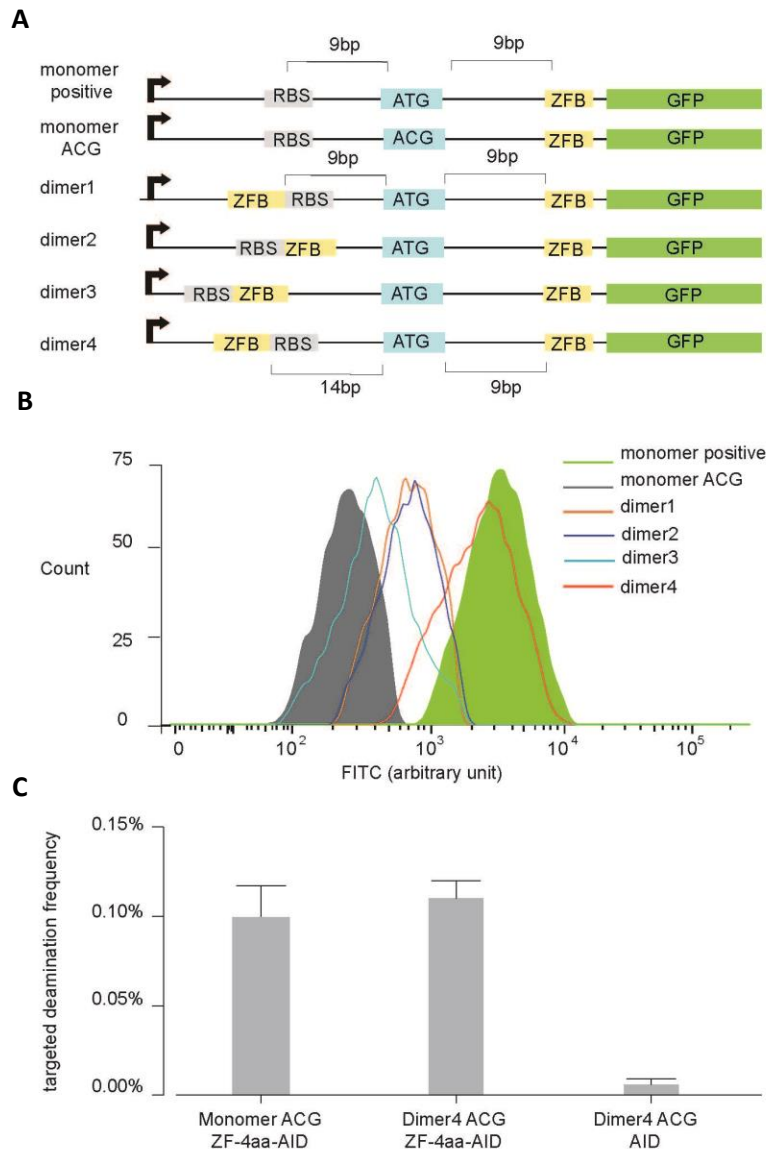 A
9bp 9bp
monomer positive RBS ATG ZFB GFP
monomer ACG RBS ACG ZFB GFP
9bp 9bp
dimer1 ZFB RBS ATG ZFB GFP
dimer2 RBS ZFB ATG ZFB GFP
dimer3 RBS ZFB ATG ZFB GFP
dimer4 ZFB RBS ATG ZFB GFP
14bp 9bp
B
75
50
25
0
Count
0 10² 10³ 10⁴ 10⁵
FITC (arbitrary unit)
monomer positive
monomer ACG
dimer1
dimer2
dimer3
dimer4
C
targeted deamination frequency
0.15%
0.10%
0.05%
0.00%
Monomer ACG
ZF-4aa-AID
Dimer4 ACG
ZF-4aa-AID
Dimer4 ACG
AID